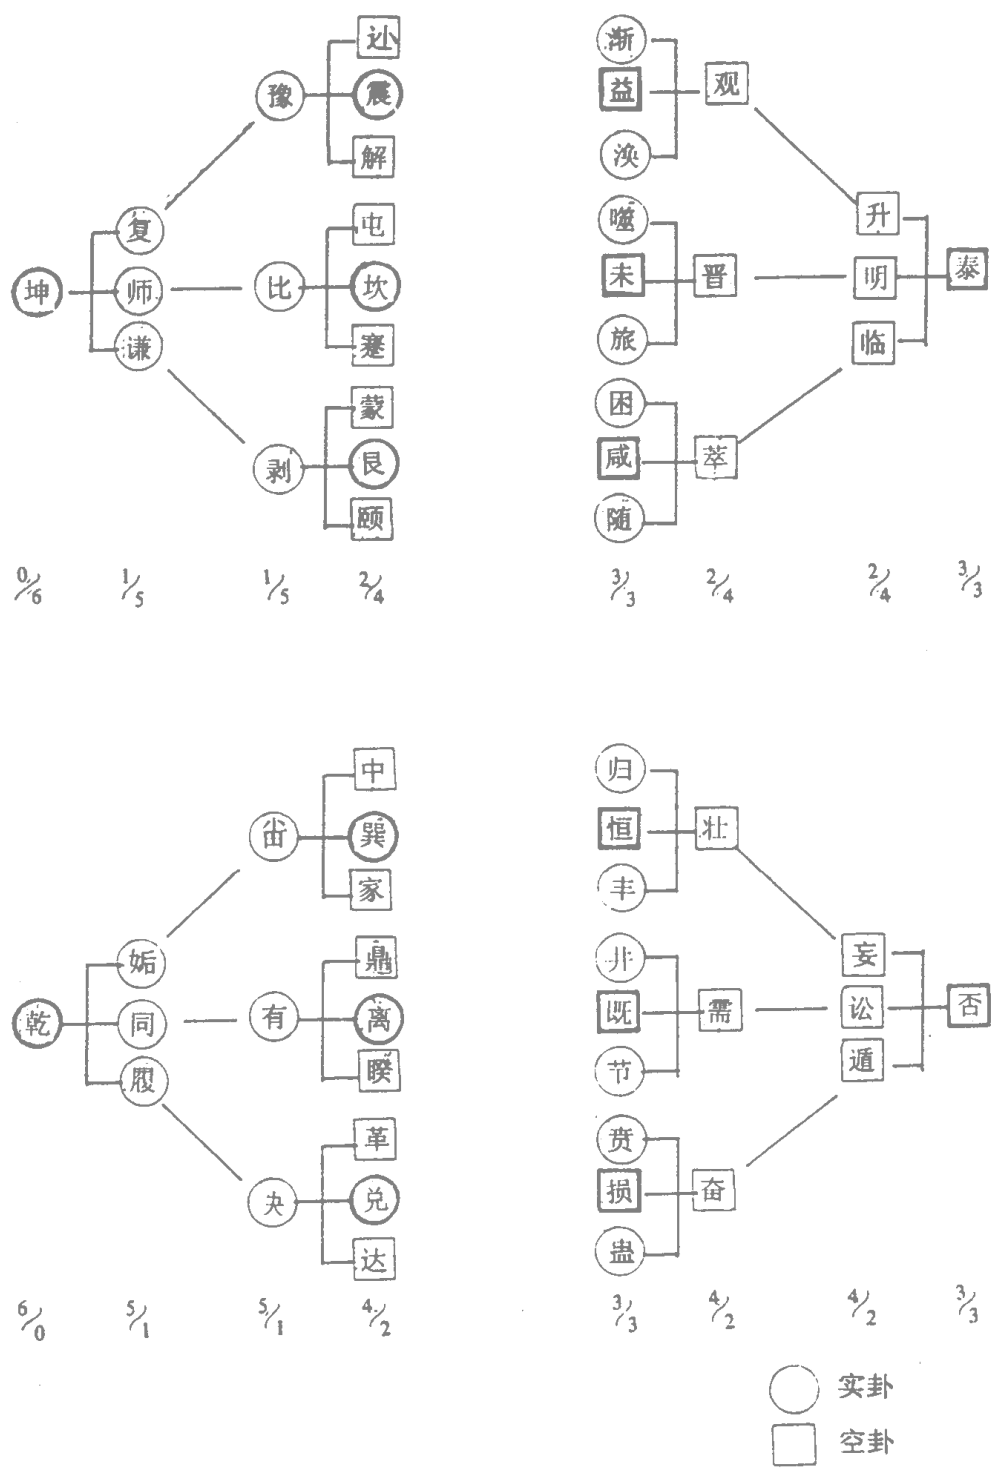 辶小 渐
豫 震 益 观
解 涣
复 屯 噬 升
坤 师 比 坎 未 晋 明 泰
谦 蹇 旅 临
蒙 困
剥 艮 咸 萃
颐 随
0/6 1/5 1/5 2/4 3/3 2/4 2/4 3/3
中 归
畜 巽 恒 壮
家 丰
姤 鼎 井 妄
乾 同 有 离 既 需 讼 否
履 睽 节 遁
革 贲
夬 兑 损 奋
达 蛊
6/0 5/1 5/1 4/2 3/3 4/2 4/2 3/3
实卦
空卦